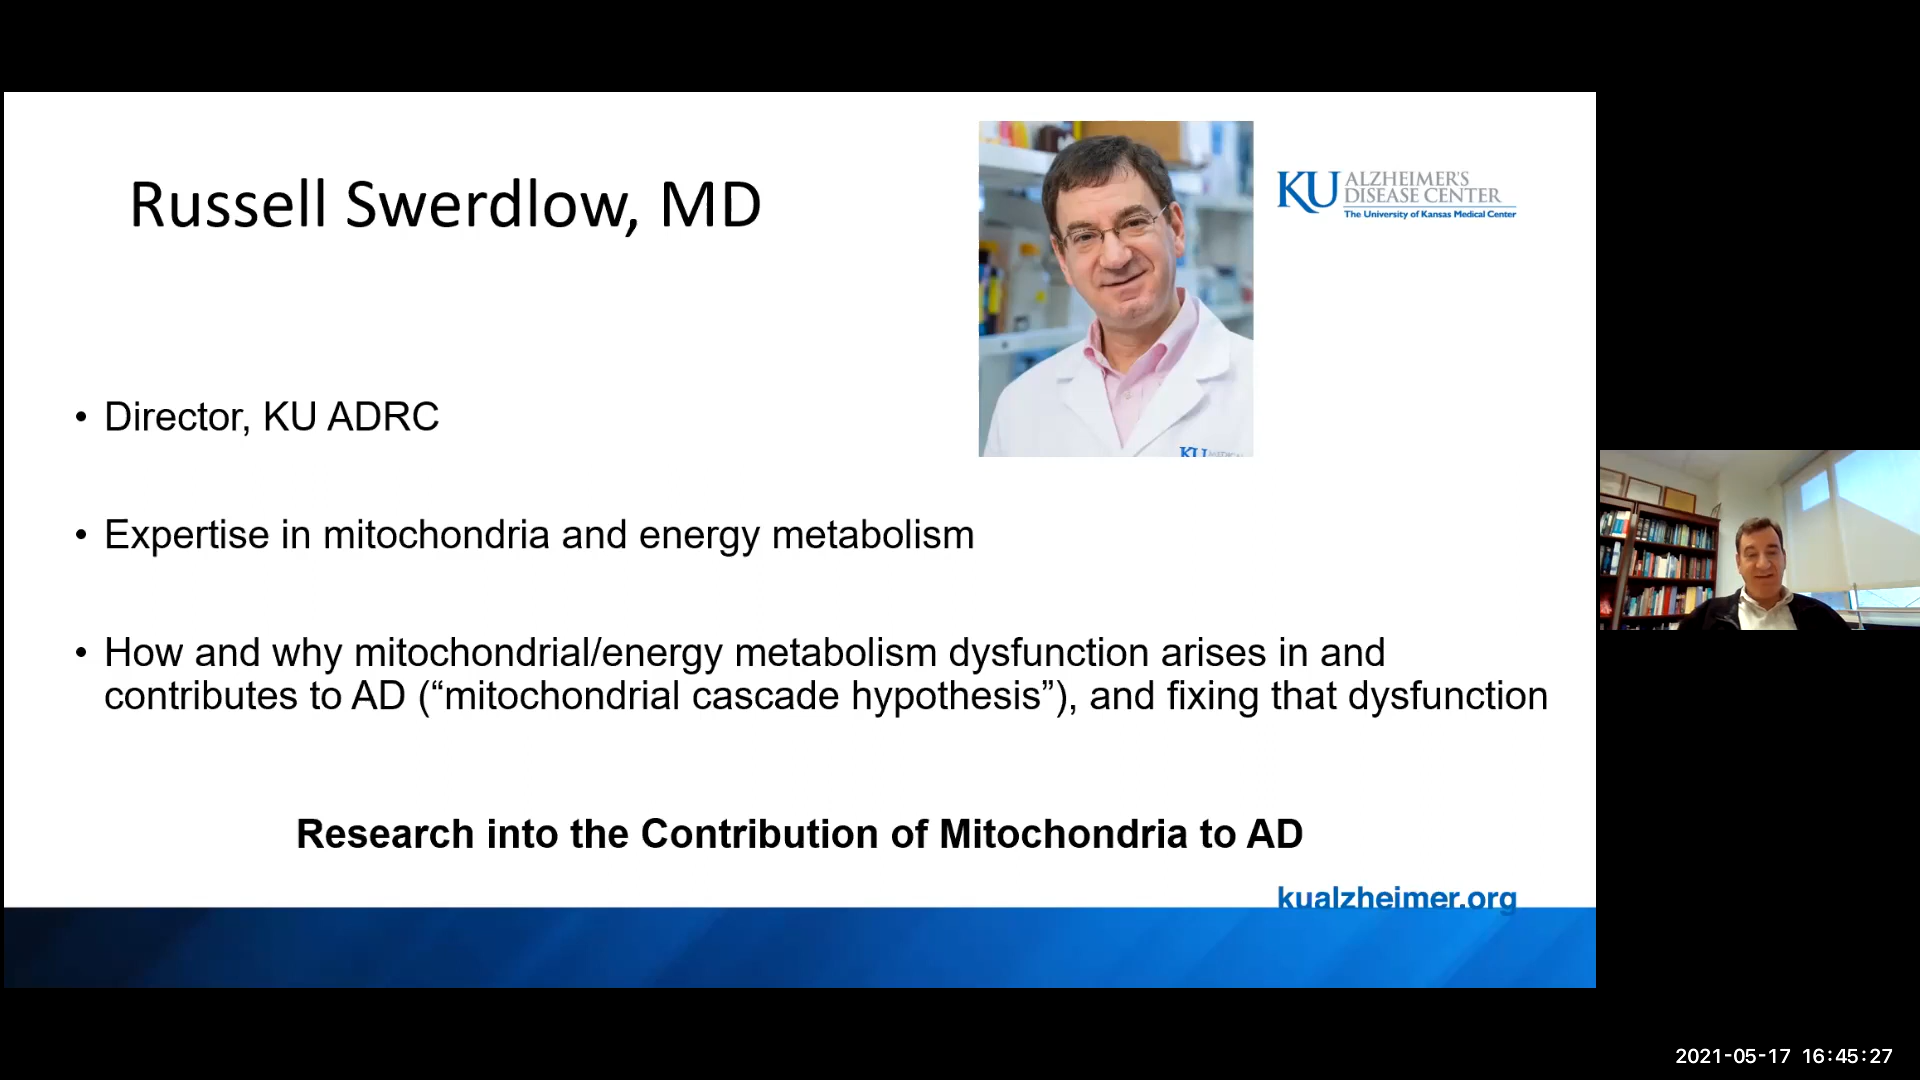 Russell Swerdlow, MD
KU ALZHEIMER'S
DISEASE CENTER
The University of Kansas Medical Center
• Director, KU ADRC
KU
• Expertise in mitochondria and energy metabolism
• How and why mitochondrial/energy metabolism dysfunction arises in and
contributes to AD (“mitochondrial cascade hypothesis”), and fixing that dysfunction
Research into the Contribution of Mitochondria to AD
kualzheimer.org
2021-05-17 16:45:27